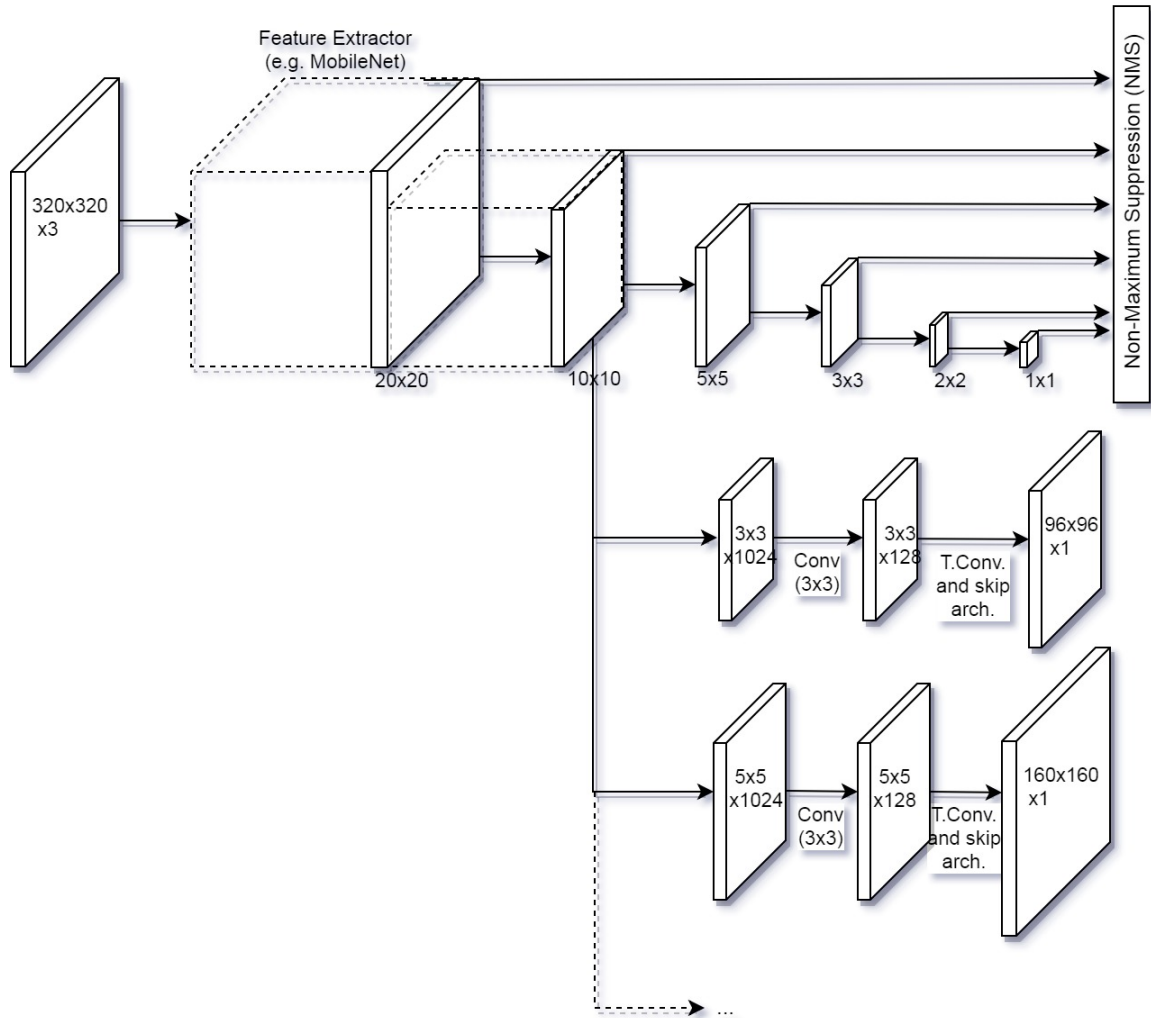 Feature Extractor
(e.g. MobileNet)
320x320
x3
20x20
10x10
5x5
3x3
2x2
1x1
Non-Maximum Suppression (NMS)
3x3
x1024
Conv
(3x3)
3x3
x128
T.Conv.
and skip
arch.
96x96
x1
5x5
x1024
Conv
(3x3)
5x5
x128
T.Conv.
and skip
arch.
160x160
x1
...